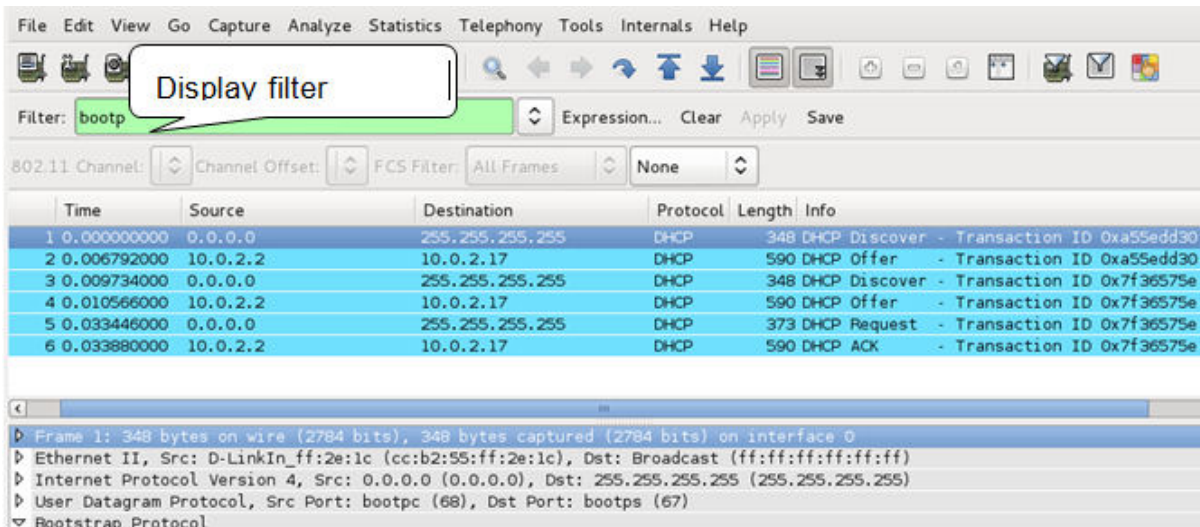 File Edit View Go Capture Analyze Statistics Telephony Tools Internals Help
Display filter
Filter: bootp Expression... Clear Apply Save
802.11 Channel: Channel Offset: FCS Filter: All Frames None
Time Source Destination Protocol Length Info
1 0.000000000 0.0.0.0 255.255.255.255 DHCP 348 DHCP Discover - Transaction ID 0xa55edd30
2 0.006792000 10.0.2.2 10.0.2.17 DHCP 590 DHCP Offer - Transaction ID 0xa55edd30
3 0.009734000 0.0.0.0 255.255.255.255 DHCP 348 DHCP Discover - Transaction ID 0x7f36575e
4 0.010566000 10.0.2.2 10.0.2.17 DHCP 590 DHCP Offer - Transaction ID 0x7f36575e
5 0.033446000 0.0.0.0 255.255.255.255 DHCP 373 DHCP Request - Transaction ID 0x7f36575e
6 0.033880000 10.0.2.2 10.0.2.17 DHCP 590 DHCP ACK - Transaction ID 0x7f36575e
Frame 1: 348 bytes on wire (2784 bits), 348 bytes captured (2784 bits) on interface 0
Ethernet II, Src: D-LinkIn_ff:2e:1c (cc:b2:55:ff:2e:1c), Dst: Broadcast (ff:ff:ff:ff:ff:ff)
Internet Protocol Version 4, Src: 0.0.0.0 (0.0.0.0), Dst: 255.255.255.255 (255.255.255.255)
User Datagram Protocol, Src Port: bootpc (68), Dst Port: bootps (67)
Bootstrap Protocol